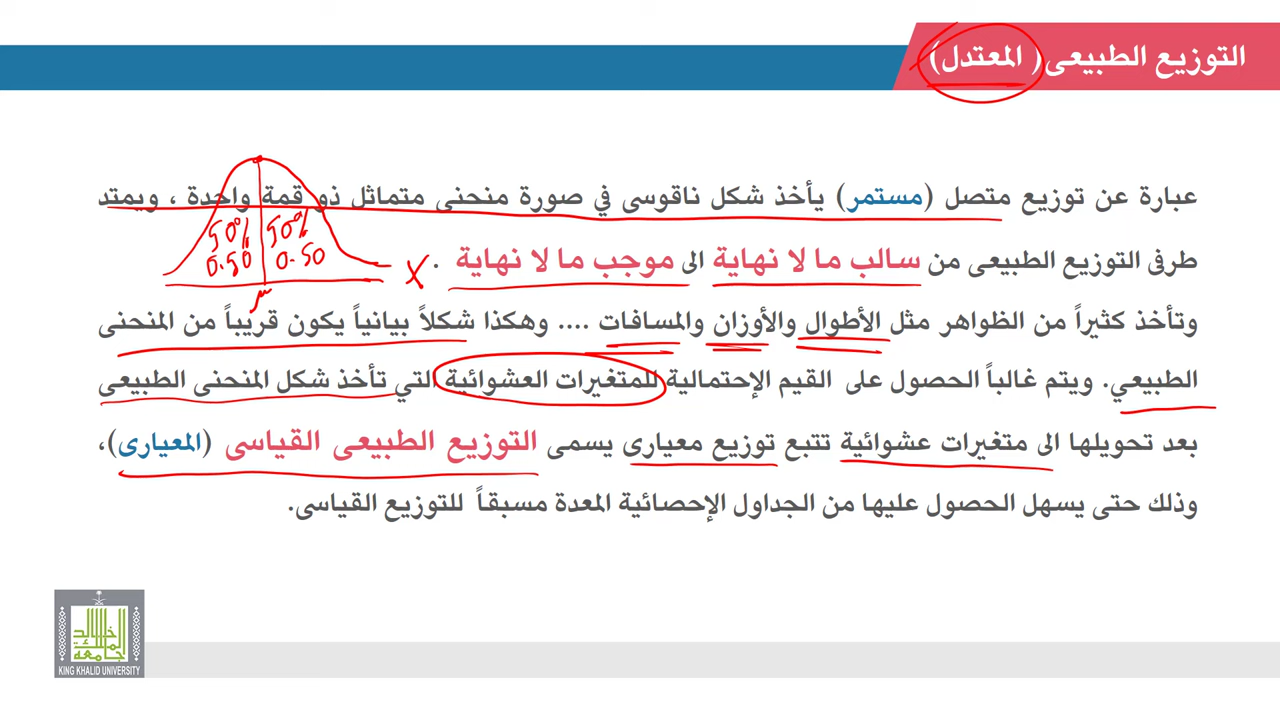 التوزيع الطبيعى( المعتدل)
عبارة عن توزيع متصل (مستمر) يأخذ شكل ناقوسى في صورة منحنى متماثل ذو قمة واحدة ، ويمتد
طرفى التوزيع الطبيعى من سالب ما لا نهاية الى موجب ما لا نهاية .
وتأخذ كثيراً من الظواهر مثل الأطوال والأوزان والمسافات .... وهكذا شكلاً بيانياً يكون قريباً من المنحنى
الطبيعي. ويتم غالباً الحصول على القيم الإحتمالية للمتغيرات العشوائية التي تأخذ شكل المنحنى الطبيعى
بعد تحويلها الى متغيرات عشوائية تتبع توزيع معيارى يسمى التوزيع الطبيعى القياسى (المعيارى)،
وذلك حتى يسهل الحصول عليها من الجداول الإحصائية المعدة مسبقاً للتوزيع القياسى.
50% 50%
0.50 0.50
X
μ
جامعة الملك خالد
KING KHALID UNIVERSITY